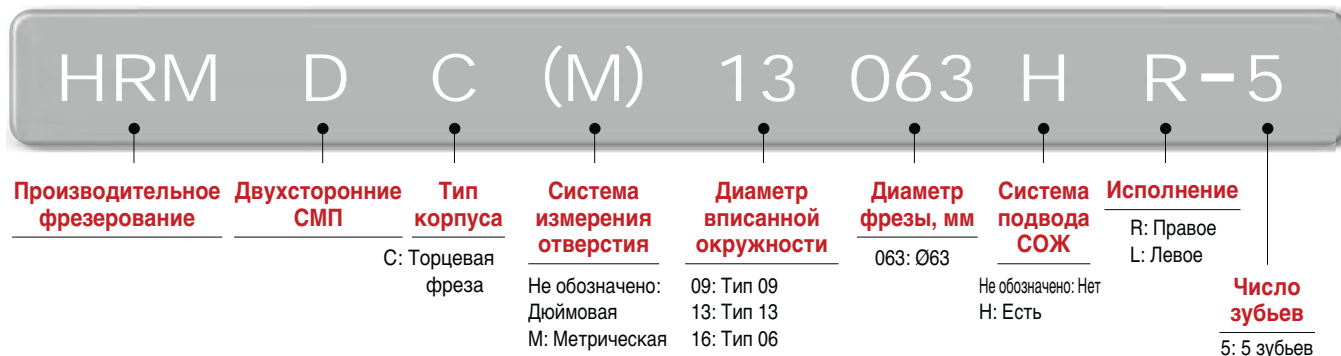 HRM D C (M) 13 063 H R-5
Производительное
фрезерование
Двухсторонние
СМП
Тип
корпуса
C: Торцевая
фреза
Система
измерения
отверстия
Не обозначено:
Дюймовая
M: Метрическая
Диаметр
вписанной
окружности
09: Тип 09
13: Тип 13
16: Тип 06
Диаметр
фрезы, мм
063: Ø63
Система
подвода
СОЖ
Не обозначено: Нет
H: Есть
Исполнение
R: Правое
L: Левое
Число
зубьев
5: 5 зубьев